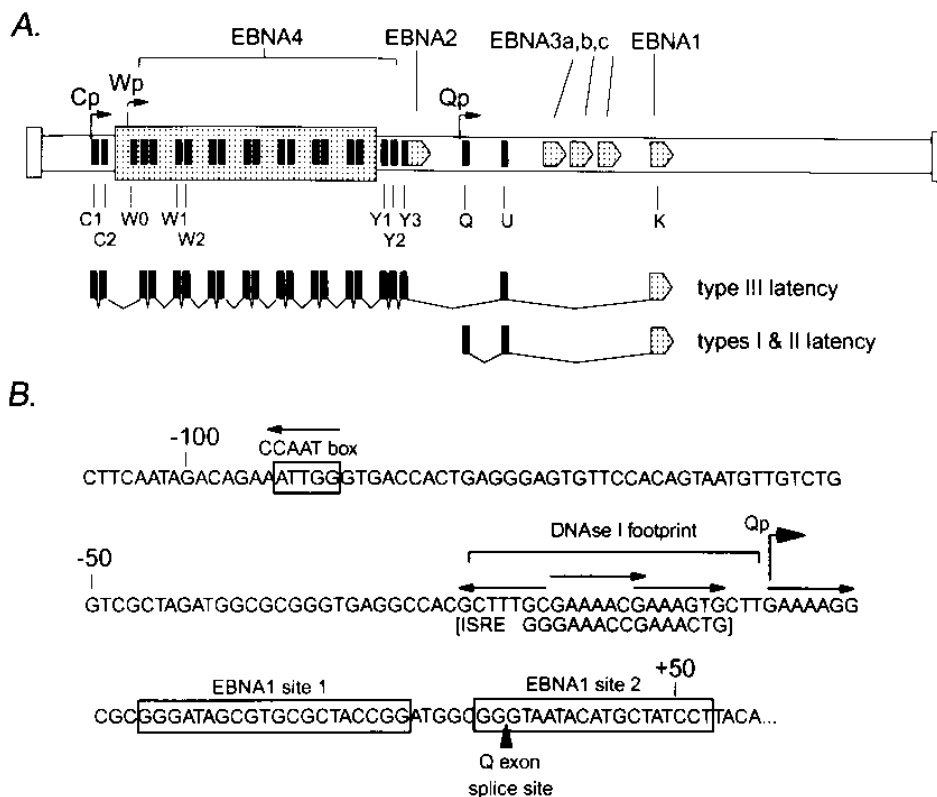 A.
EBNA4 EBNA2 EBNA3a,b,c EBNA1
Cp Wp Qp
C1 C2 W0 W1 W2 Y1 Y2 Y3 Q U K
type III latency
types I & II latency
B.
-100
CCAAT box
CTTCAATAGACAGAAATTGGGTGACCACTGAGGGAGTGTTCCACAGTAATGTTGTCTG
DNAse I footprint
Qp
-50
GTCGCTAGATGGCGCGGGTGAGGCCACGCTTTGCGAAAACGAAAGTGCTTGAAAAGG
[ISRE GGGAAACCGAAACTG]
EBNA1 site 1 EBNA1 site 2 +50
CGCGGGATAGCGTGCGCTACCGGATGGCGGGTAATACATGCTATCCTTACA...
Q exon
splice site